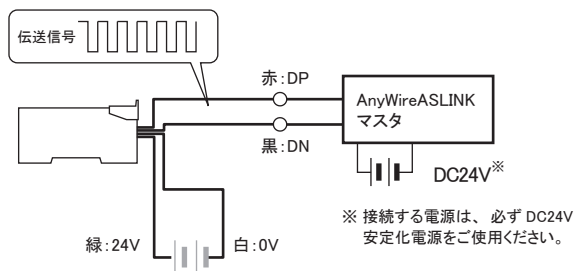 伝送信号
赤：DP
AnyWireASLINK
マスタ
黒：DN
DC24V※
※ 接続する電源は、必ず DC24V
安定化電源をご使用ください。
緑：24V
白：0V